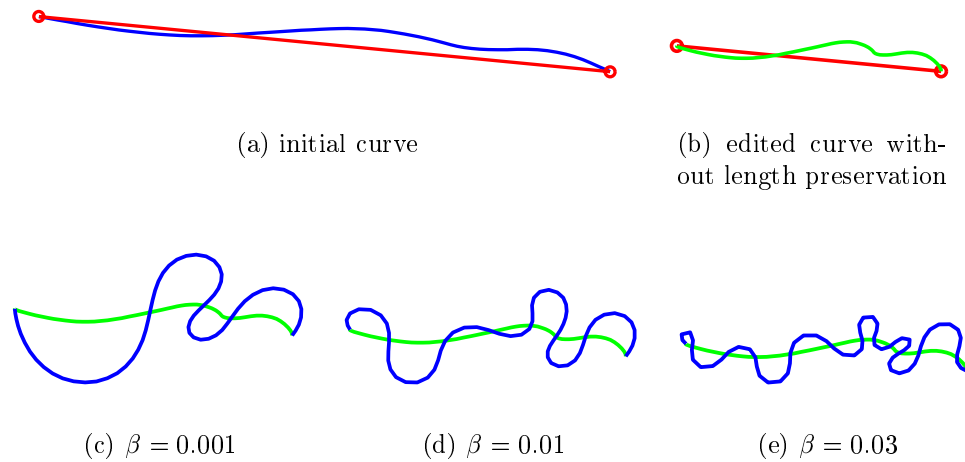 (a) initial curve
(b) edited curve with-
out length preservation
(c) β = 0.001
(d) β = 0.01
(e) β = 0.03